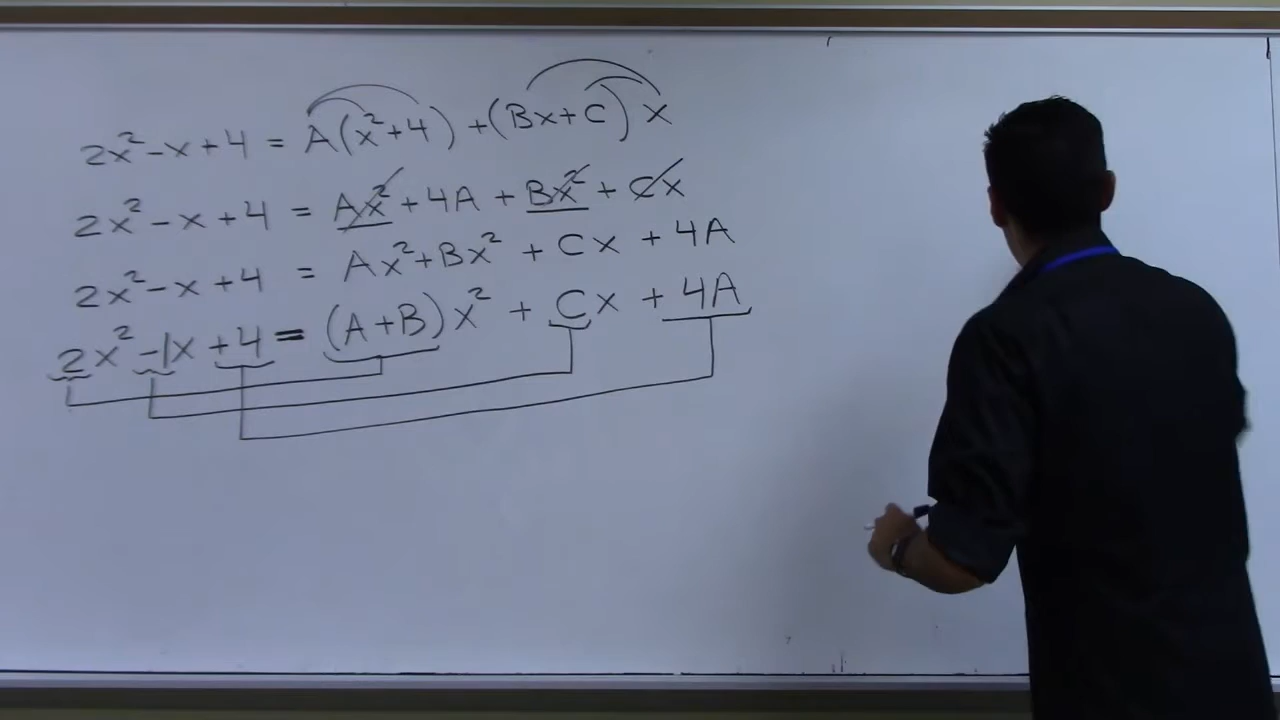 2x² - x + 4 = A(x² + 4) + (Bx + C) x
2x² - x + 4 = Ax² + 4A + Bx² + Cx
2x² - x + 4 = Ax² + Bx² + Cx + 4A
2x² - 1x + 4 = (A + B) x² + Cx + 4A